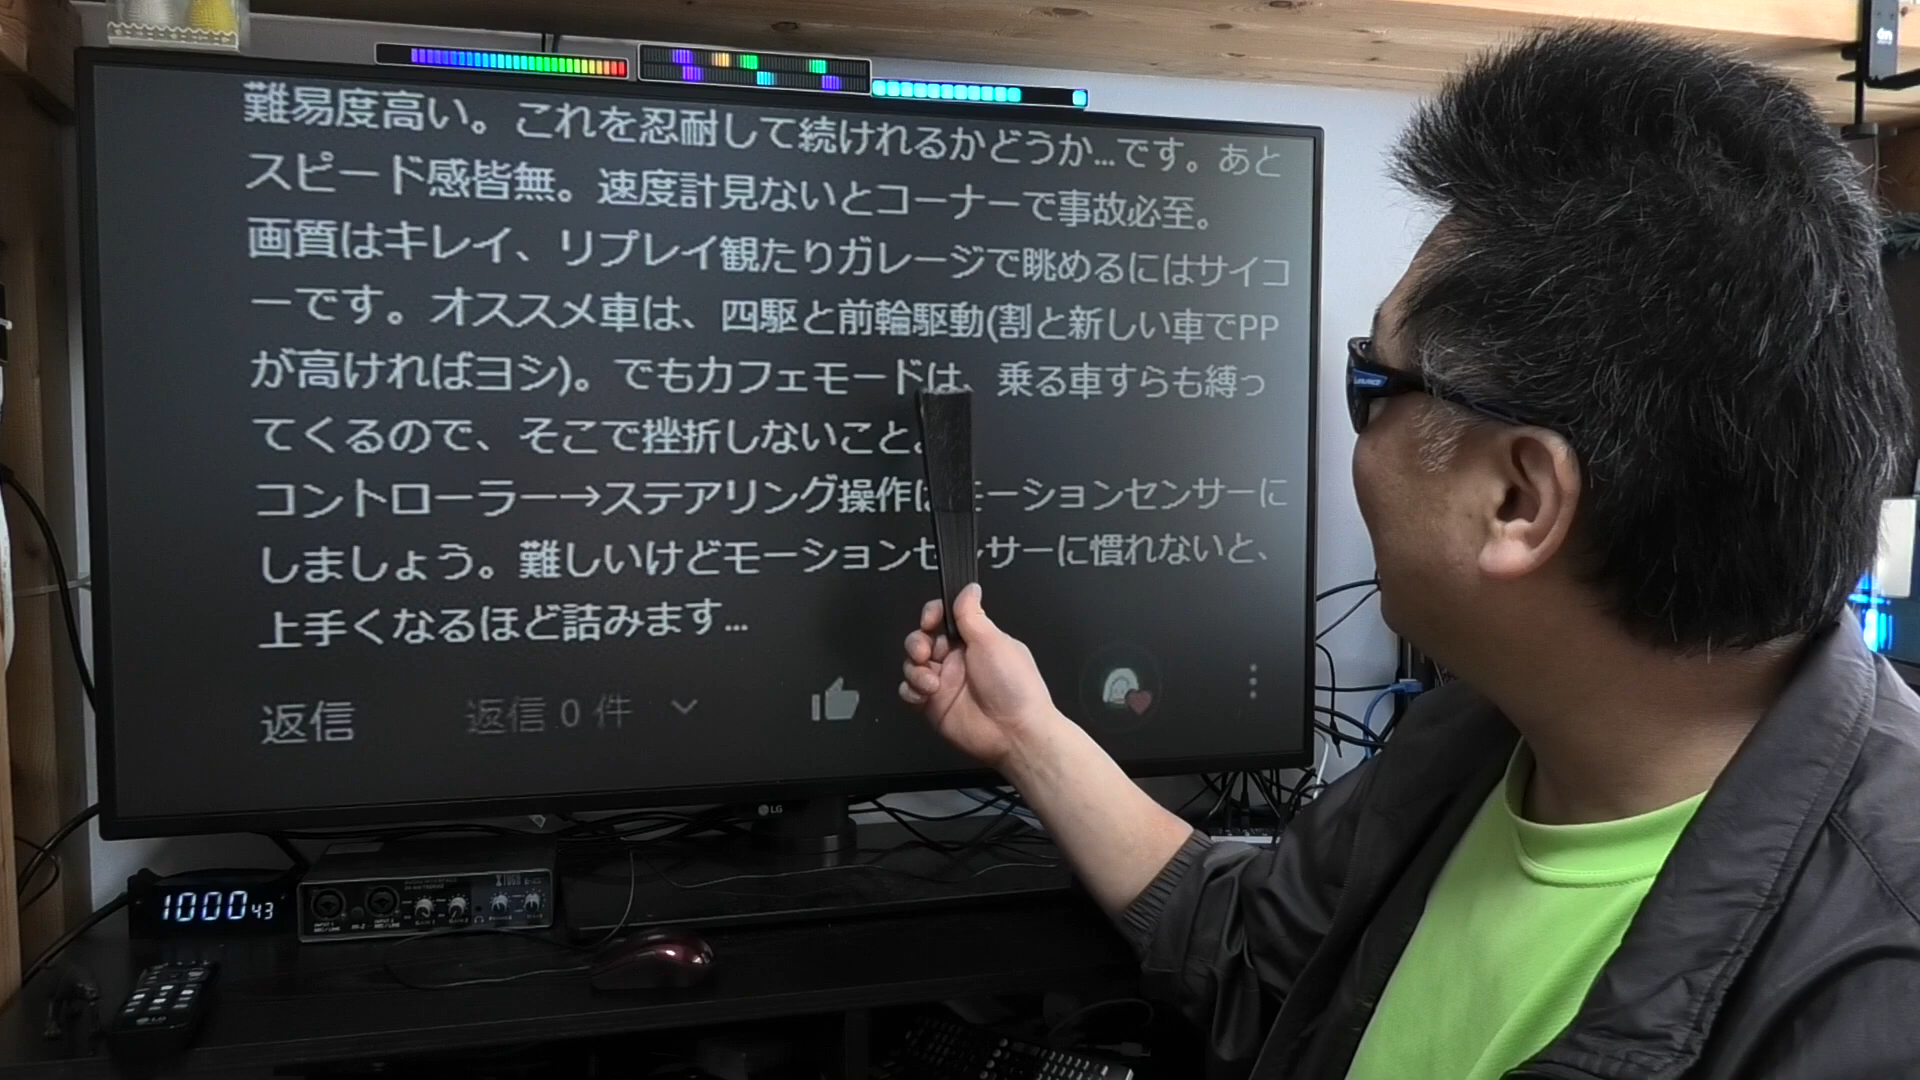 難易度高い。これを忍耐して続けれるかどうか...です。あと
スピード感皆無。速度計見ないとコーナーで事故必至。
画質はキレイ、リプレイ観たりガレージで眺めるにはサイコ
ーです。オススメ車は、四駆と前輪駆動(割と新しい車でPP
が高ければヨシ)。でもカフェモードは、乗る車すらも縛っ
てくるので、そこで挫折しないこと。
コントローラー→ステアリング操作はモーションセンサーに
しましょう。難しいけどモーションセンサーに慣れないと、
上手くなるほど詰みます...
返信
返信 0 件
LG
1000 43